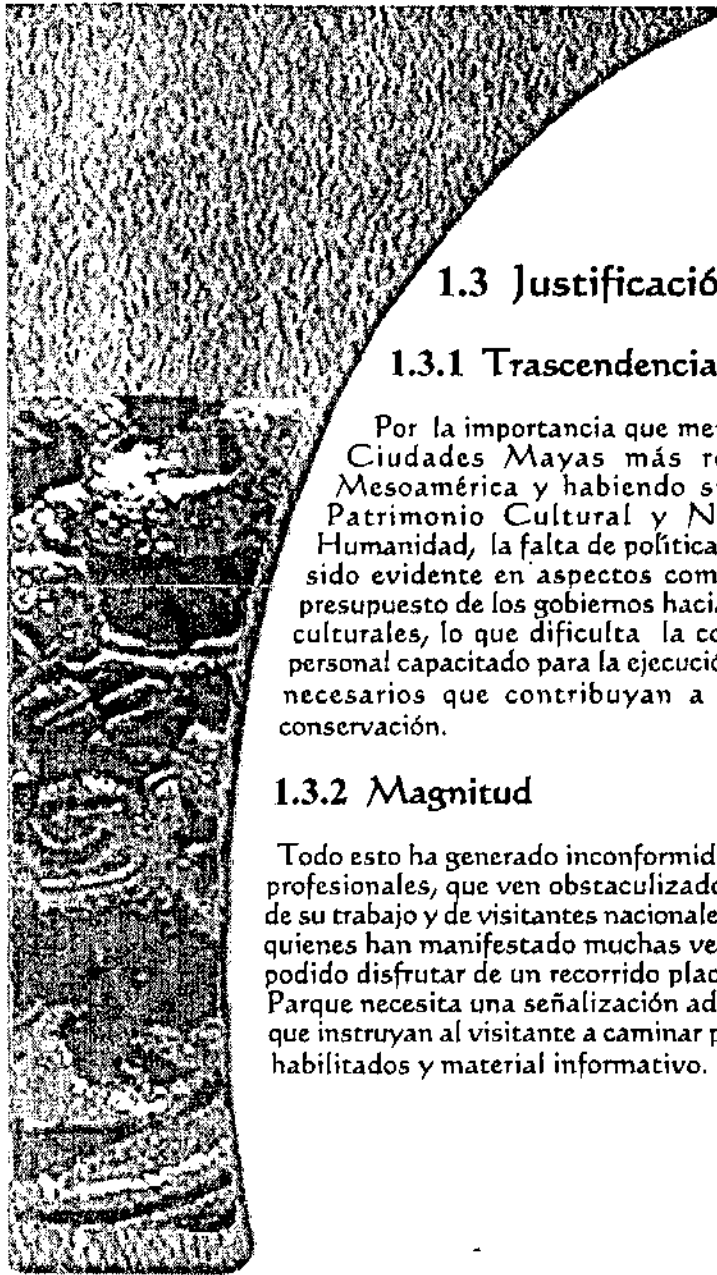 1.3 Justificació
1.3.1 Trascendencia
Por la importancia que me
Ciudades Mayas más r
Mesoamérica y habiendo s
Patrimonio Cultural y N
Humanidad, la falta de política
sido evidente en aspectos com
presupuesto de los gobiernos haci
culturales, lo que dificulta la co
personal capacitado para la ejecució
necesarios que contribuyan a
conservación.
1.3.2 Magnitud
Todo esto ha generado inconformid
profesionales, que ven obstaculizado
de su trabajo y de visitantes nacionale
quienes han manifestado muchas ve
podido disfrutar de un recorrido plac
Parque necesita una señalización ad
que instruyan al visitante a caminar p
habilitados y material informativo.